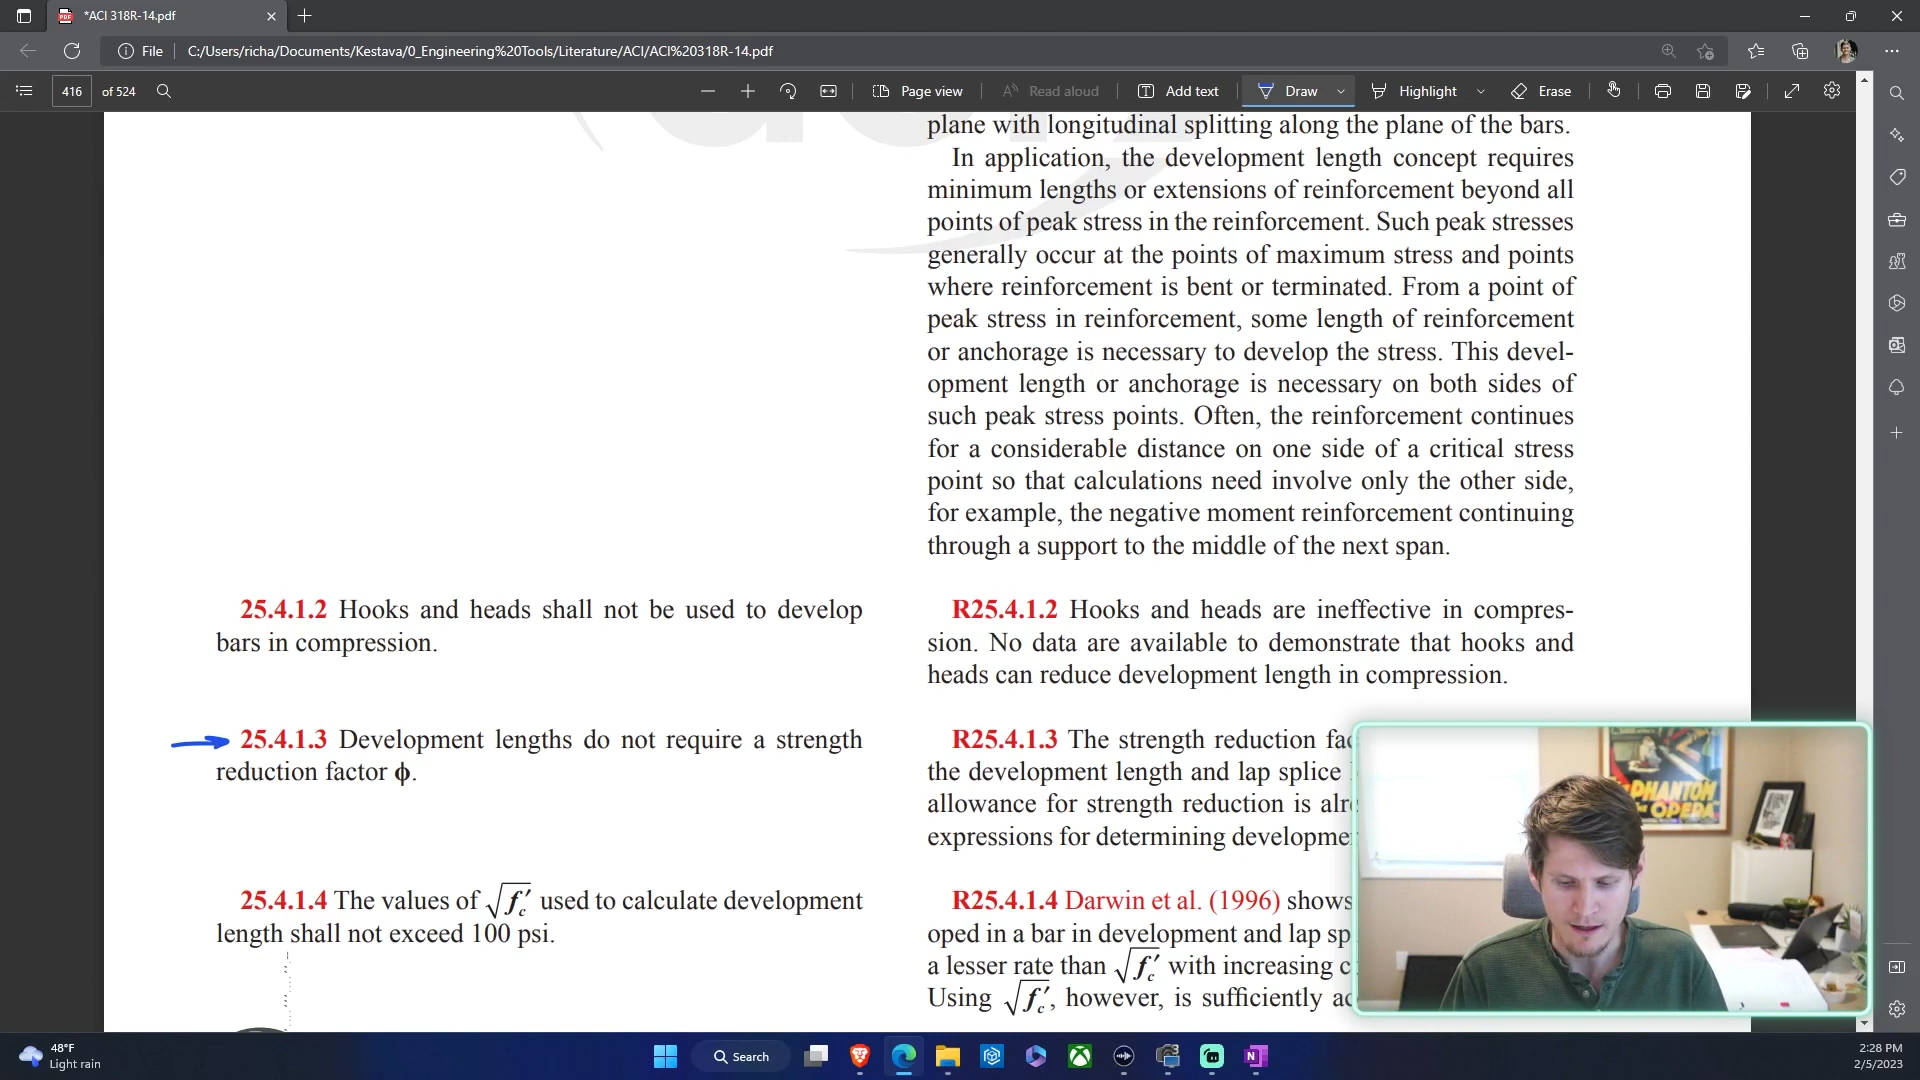 *ACI 318R-14.pdf
File
C:/Users/richa/Documents/Kestava/0_Engineering%20Tools/Literature/ACI/ACI%20318R-14.pdf
416 of 524
Page view
Read aloud
Add text
Draw
Highlight
Erase
plane with longitudinal splitting along the plane of the bars.
In application, the development length concept requires
minimum lengths or extensions of reinforcement beyond all
points of peak stress in the reinforcement. Such peak stresses
generally occur at the points of maximum stress and points
where reinforcement is bent or terminated. From a point of
peak stress in reinforcement, some length of reinforcement
or anchorage is necessary to develop the stress. This devel-
opment length or anchorage is necessary on both sides of
such peak stress points. Often, the reinforcement continues
for a considerable distance on one side of a critical stress
point so that calculations need involve only the other side,
for example, the negative moment reinforcement continuing
through a support to the middle of the next span.
25.4.1.2 Hooks and heads shall not be used to develop
bars in compression.
R25.4.1.2 Hooks and heads are ineffective in compres-
sion. No data are available to demonstrate that hooks and
heads can reduce development length in compression.
25.4.1.3 Development lengths do not require a strength
reduction factor ϕ.
R25.4.1.3 The strength reduction fac
the development length and lap splice
allowance for strength reduction is alre
expressions for determining developme
25.4.1.4 The values of √f′c used to calculate development
length shall not exceed 100 psi.
R25.4.1.4 Darwin et al. (1996) shows
oped in a bar in development and lap sp
a lesser rate than √f′c with increasing c
Using √f′c, however, is sufficiently ac
PHANTOM
OPERA
48°F
Light rain
Search
2:28 PM
2/5/2023